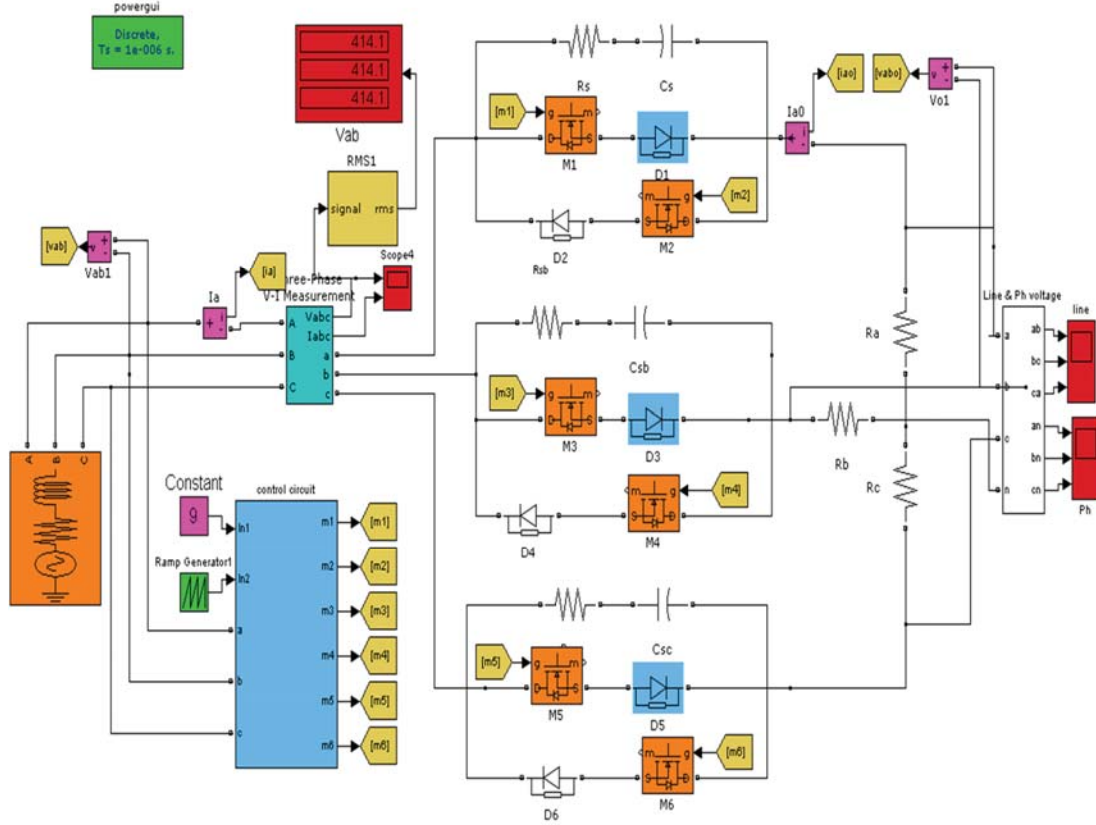 powergui
Discrete,
Ts = 1e-006 s.
414.1
414.1
414.1
Vab
RMS1
signal rms
[vab]
v + -
Vab1
[ia]
Ia
+ i -
Three-Phase
V-I Measurement
Scope4
A
B
C
Vabc
Iabc
a
b
c
A B C
Constant
9
Ramp Generator1
control circuit
In1
In2
a
b
c
m1
m2
m3
m4
m5
m6
[m1]
[m2]
[m3]
[m4]
[m5]
[m6]
Rs
Cs
[m1]
g m
D S
M1
D1
[m2]
m g
S D
M2
D2
Rsb
Csb
[m3]
g m
D S
M3
D3
[m4]
m g
S D
M4
D4
Csc
[m5]
g m
D S
M5
D5
[m6]
m g
S D
M6
D6
[iao]
[vabo]
v + -
Vo1
Ia0
+ i -
Ra
Rb
Rc
Line & Ph voltage
a
b
c
n
ab
bc
ca
an
bn
cn
line
Ph